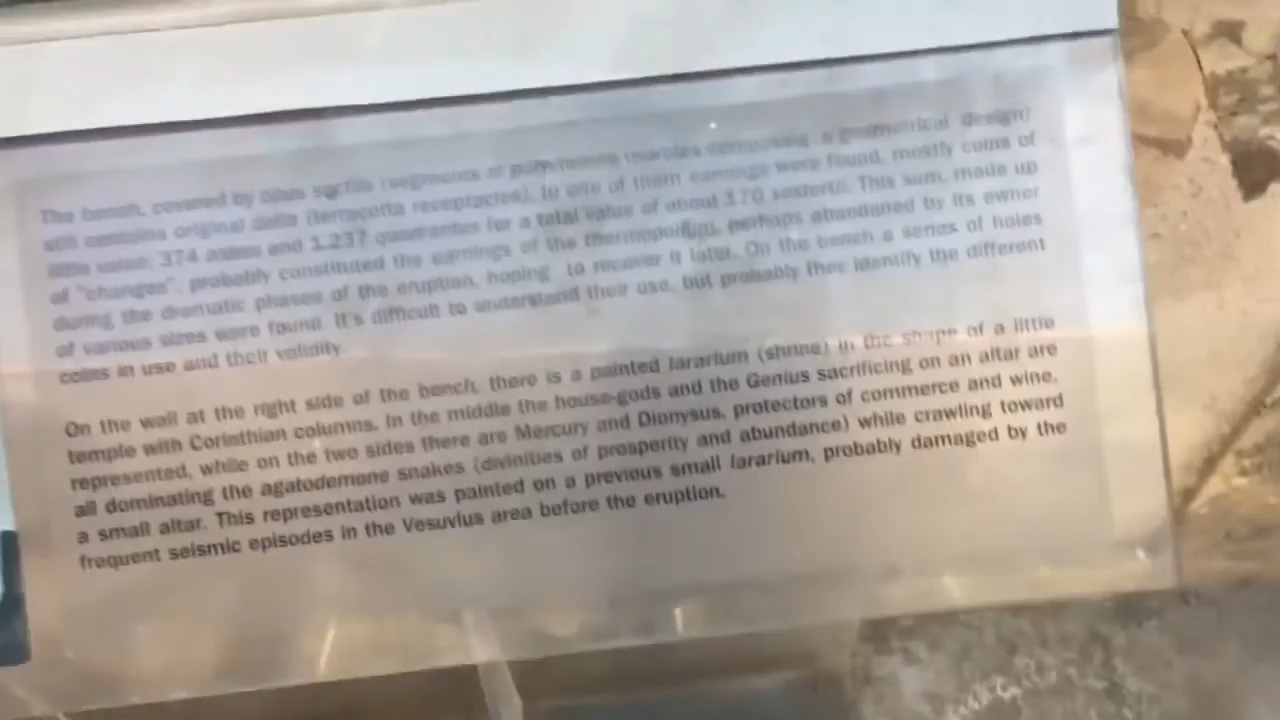 The bench, covered by opus sectile (segments of pavimening marbles composing a geometrical design)
still contains original dolia (terracotta receptacles). In one of them earnings were found, mostly coins of
little value: 374 asses and 1.237 quadrantes for a total value of about 170 sestertii. This sum, made up
of "changes", probably constituted the earnings of the thermopolium, perhaps abandoned by its owner
during the dramatic phases of the eruption, hoping to recover it later. On the bench a series of holes
of various sizes were found. It's difficult to understand their use, but probably they identify the different
coins in use and their validity.
On the wall at the right side of the bench, there is a painted lararium (shrine) in the shape of a little
temple with Corinthian columns. In the middle the house-gods and the Genius sacrificing on an altar are
represented, while on the two sides there are Mercury and Dionysus, protectors of commerce and wine,
all dominating the agatodemone snakes (divinities of prosperity and abundance) while crawling toward
a small altar. This representation was painted on a previous small lararium, probably damaged by the
frequent seismic episodes in the Vesuvius area before the eruption.